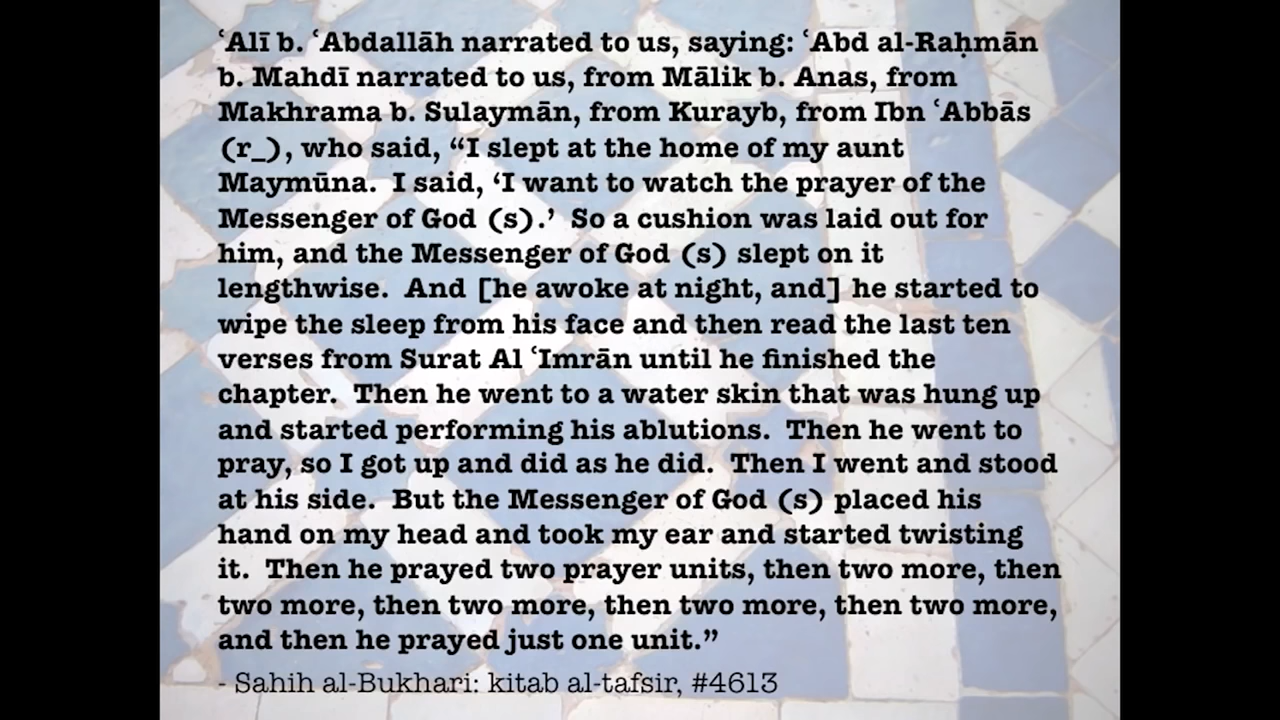 ʿAlī b. ʿAbdallāh narrated to us, saying: ʿAbd al-Raḥmān
b. Mahdī narrated to us, from Mālik b. Anas, from
Makhrama b. Sulaymān, from Kurayb, from Ibn ʿAbbās
(r_), who said, “I slept at the home of my aunt
Maymūna.  I said, ‘I want to watch the prayer of the
Messenger of God (s).’  So a cushion was laid out for
him, and the Messenger of God (s) slept on it
lengthwise.  And [he awoke at night, and] he started to
wipe the sleep from his face and then read the last ten
verses from Surat Al ʿImrān until he finished the
chapter.  Then he went to a water skin that was hung up
and started performing his ablutions.  Then he went to
pray, so I got up and did as he did.  Then I went and stood
at his side.  But the Messenger of God (s) placed his
hand on my head and took my ear and started twisting
it.  Then he prayed two prayer units, then two more, then
two more, then two more, then two more, then two more,
and then he prayed just one unit.”
- Sahih al-Bukhari: kitab al-tafsir, #4613